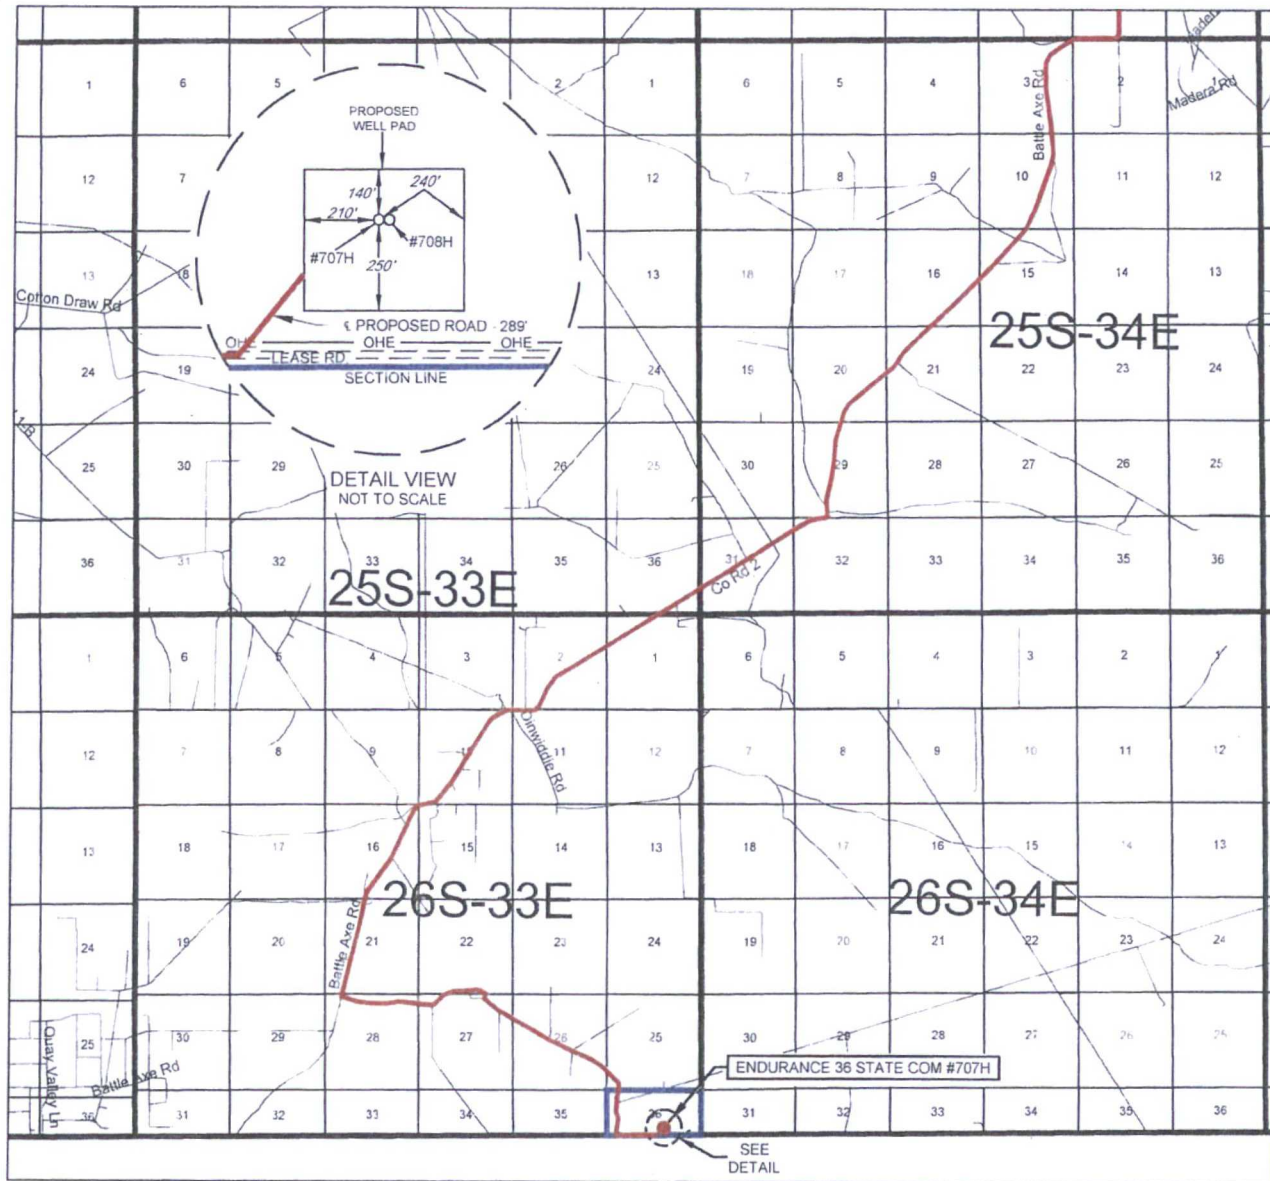 1 6 5 2 1 6 5 4 3 2 1
Madera Rd
Battle Axe Rd
PROPOSED
WELL PAD
12 7 12 7 8 9 10 11 12
140' 240'
210'
#708H
#707H
250'
13 18 13 18 17 16 15 14 13
Cotton Draw Rd
25S-34E
℄ PROPOSED ROAD - 289'
OHE OHE OHE
LEASE RD
SECTION LINE
24 19 24 19 20 21 22 23 24
25 30 29 26 25 30 29 28 27 26 25
DETAIL VIEW
NOT TO SCALE
36 31 32 33 34 35 36 31 32 33 34 35 36
Co Rd 2
25S-33E
1 6 5 4 3 2 1 6 5 4 3 2 1
Dinwiddie Rd
12 7 8 9 10 11 12 7 8 9 10 11 12
13 18 17 16 15 14 13 18 17 16 15 14 13
26S-33E 26S-34E
Battle Axe Rd
24 19 20 21 22 23 24 19 20 21 22 23 24
25 30 29 28 27 26 25 30 29 28 27 26 25
Quay Valley Ln
Battle Axe Rd
ENDURANCE 36 STATE COM #707H
36 31 32 33 34 35 36 31 32 33 34 35 36
SEE
DETAIL